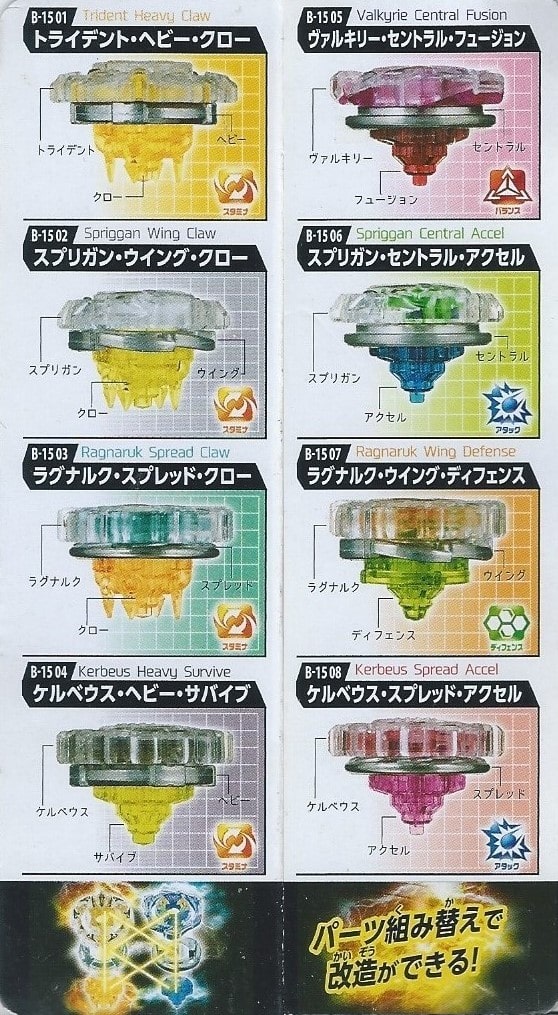 B-15 01 Trident Heavy Claw
トライデント・ヘビー・クロー
トライデント
ヘビー
クロー
スタミナ
B-15 02 Spriggan Wing Claw
スプリガン・ウイング・クロー
スプリガン
ウイング
クロー
スタミナ
B-15 03 Ragnaruk Spread Claw
ラグナルク・スプレッド・クロー
ラグナルク
スプレッド
クロー
スタミナ
B-15 04 Kerbeus Heavy Survive
ケルベウス・ヘビー・サバイブ
ケルベウス
ヘビー
サバイブ
スタミナ
B-15 05 Valkyrie Central Fusion
ヴァルキリー・セントラル・フュージョン
ヴァルキリー
セントラル
フュージョン
バランス
B-15 06 Spriggan Central Accel
スプリガン・セントラル・アクセル
スプリガン
セントラル
アクセル
アタック
B-15 07 Ragnaruk Wing Defense
ラグナルク・ウイング・ディフェンス
ラグナルク
ウイング
ディフェンス
ディフェンス
B-15 08 Kerbeus Spread Accel
ケルベウス・スプレッド・アクセル
ケルベウス
スプレッド
アクセル
アタック
パーツ組み替えで
改造ができる!